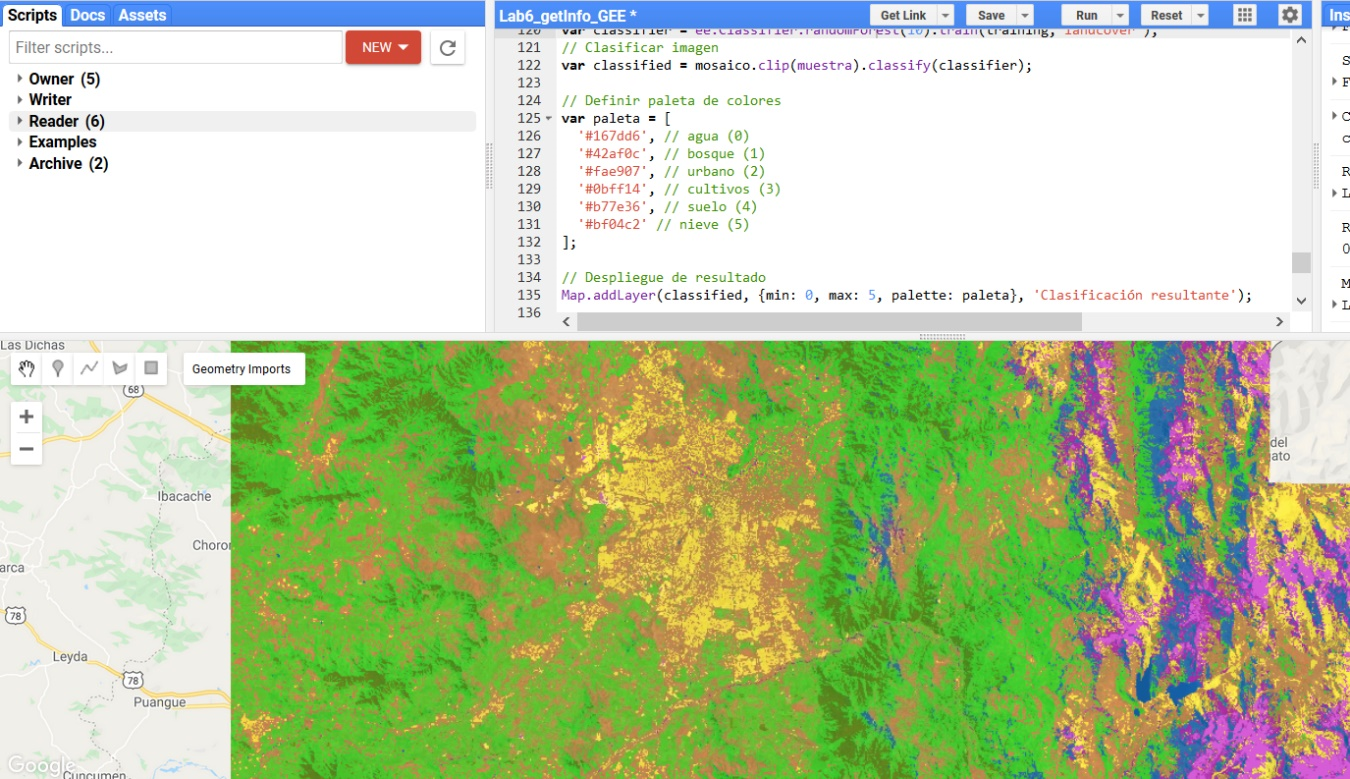 Scripts Docs Assets
Filter scripts...
NEW
Owner (5)
Writer
Reader (6)
Examples
Archive (2)
Lab6_getInfo_GEE *
Get Link
Save
Run
Reset
Ins
120 var classifier = ee.Classifier.randomForest(10).train(training, 'landcover');
121 // Clasificar imagen
122 var classified = mosaico.clip(muestra).classify(classifier);
123
124 // Definir paleta de colores
125 var paleta = [
126 '#167dd6', // agua (0)
127 '#42af0c', // bosque (1)
128 '#fae907', // urbano (2)
129 '#0bff14', // cultivos (3)
130 '#b77e36', // suelo (4)
131 '#bf04c2' // nieve (5)
132 ];
133
134 // Despliegue de resultado
135 Map.addLayer(classified, {min: 0, max: 5, palette: paleta}, 'Clasificación resultante');
136
S
F
C
c
R
L
R
0
M
L
Las Dichas
Geometry Imports
68
+
−
Ibacache
Choron
arca
78
Leyda
78
Puangue
Google
Cuncumen
del
ato